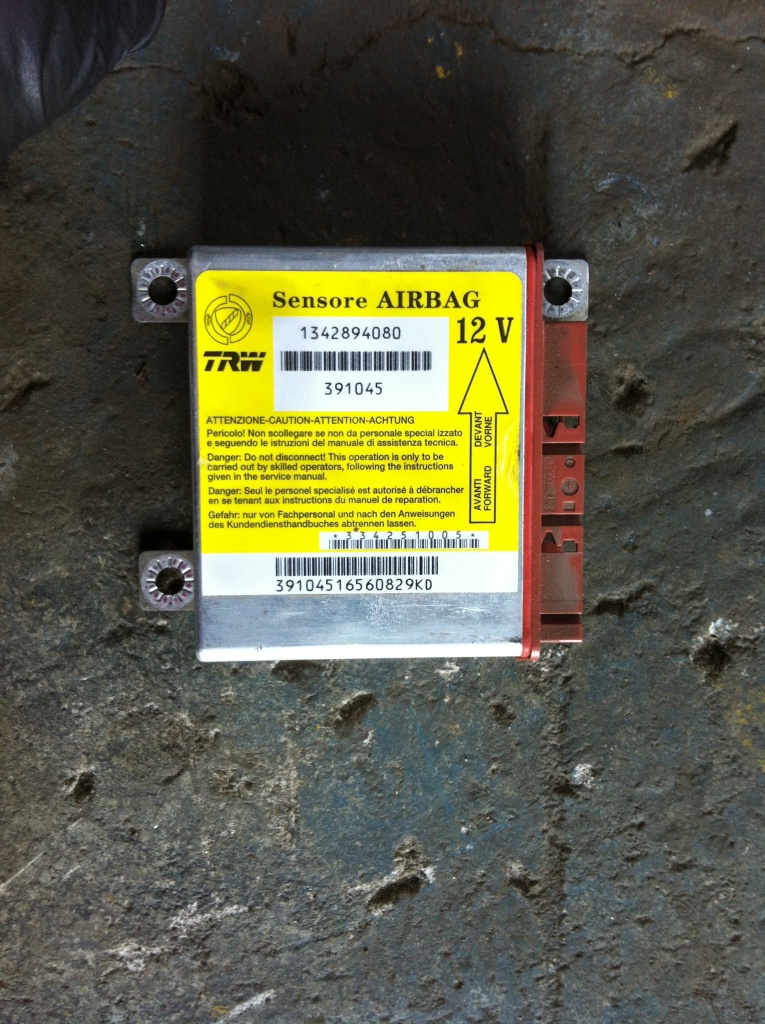 Sensore AIRBAG
1342894080
12 V
TRW
391045
AVANTI DEVANT
FORWARD VORNE
ATTENZIONE-CAUTION-ATTENTION-ACHTUNG
Pericolo! Non scollegare se non da personale special izzato
e seguendo le istruzioni del manuale di assistenza tecnica.
Danger: Do not disconnect! This operation is only to be
carried out by skilled operators, following the instructions
given in the service manual.
Danger: Seul le personel specialisé est autorisé à débrancher
en se tenant aux instructions du manuel de reparation.
Gefahr: nur von Fachpersonal und nach den Anweisungen
des Kundendiensthandbuches abtrennen lassen.
*334251005*
39104516560829KD